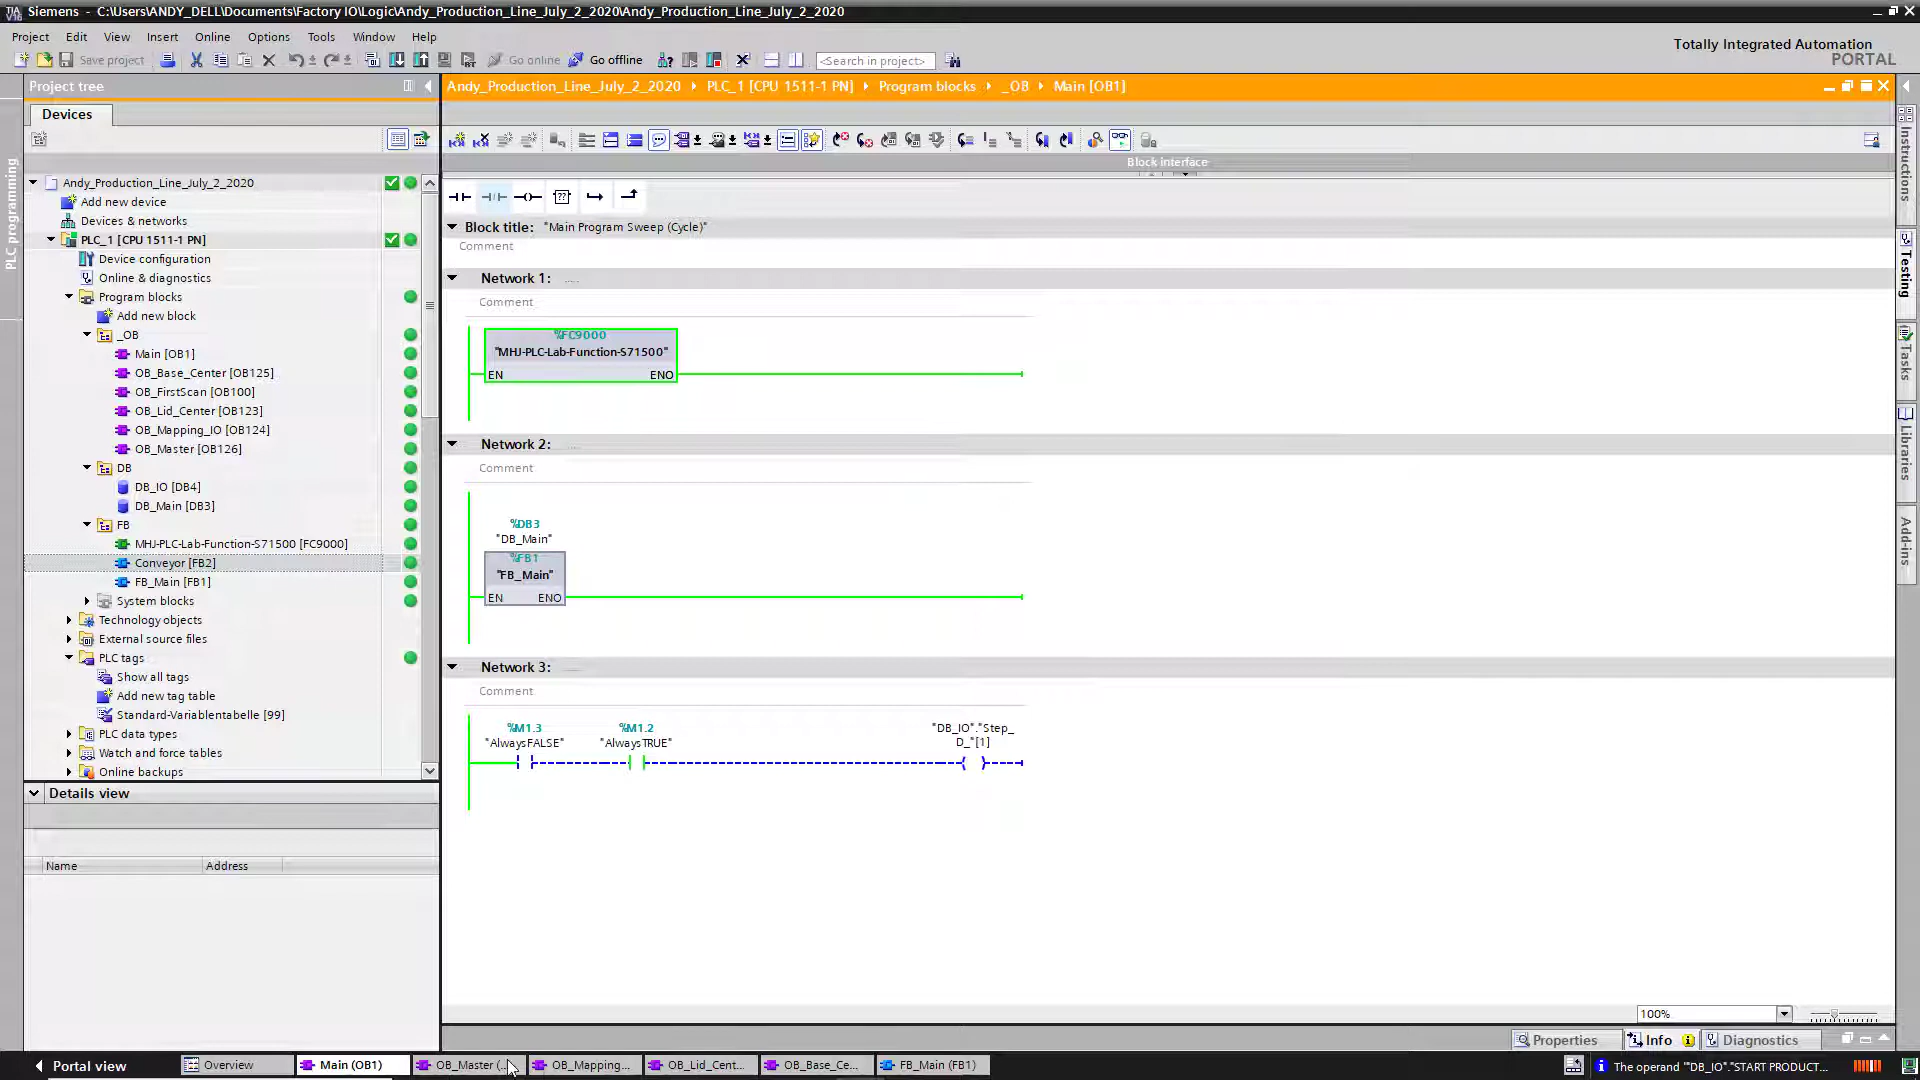 Siemens - C:\Users\ANDY_DELL\Documents\Factory IO\Logic\Andy_Production_Line_July_2_2020\Andy_Production_Line_July_2_2020
Project Edit View Insert Online Options Tools Window Help
Totally Integrated Automation
PORTAL
Save project
Go online
Go offline
<Search in project>
Project tree
Andy_Production_Line_July_2_2020
PLC_1 [CPU 1511-1 PN]
Program blocks
_OB
Main [OB1]
Devices
Block interface
PLC programming
Andy_Production_Line_July_2_2020
Add new device
Devices & networks
PLC_1 [CPU 1511-1 PN]
Device configuration
Online & diagnostics
Program blocks
Add new block
_OB
Main [OB1]
OB_Base_Center [OB125]
OB_FirstScan [OB100]
OB_Lid_Center [OB123]
OB_Mapping_IO [OB124]
OB_Master [OB126]
DB
DB_IO [DB4]
DB_Main [DB3]
FB
MHJ-PLC-Lab-Function-S71500 [FC9000]
Conveyor [FB2]
FB_Main [FB1]
System blocks
Technology objects
External source files
PLC tags
Show all tags
Add new tag table
Standard-Variablentabelle [99]
PLC data types
Watch and force tables
Online backups
Details view
Name Address
Block title: "Main Program Sweep (Cycle)"
Comment
Network 1: .....
Comment
%FC9000
"MHJ-PLC-Lab-Function-S71500"
EN ENO
Network 2:
Comment
%DB3
"DB_Main"
%FB1
"FB_Main"
EN ENO
Network 3:
Comment
%M1.3
"AlwaysFALSE"
%M1.2
"AlwaysTRUE"
"DB_IO"."Step_
D_"[1]
Instructions
Testing
Tasks
Libraries
Add-ins
100%
Properties
Info
Diagnostics
Portal view
Overview
Main (OB1)
OB_Master (...
OB_Mapping...
OB_Lid_Cent...
OB_Base_Ce...
FB_Main (FB1)
The operand '"DB_IO"."START PRODUCT...